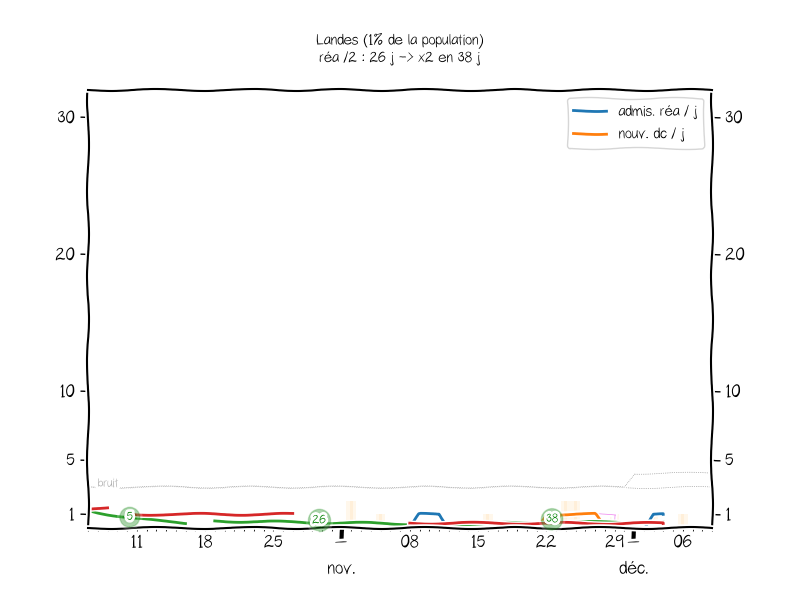 Landes (1% de la population)
réa /2 : 26 j -> x2 en 38 j
admis. réa / j
nouv. dc / j
30 30
20 20
10 10
5 5
bruit
1 1
5 26 38
11 18 25 08 15 22 29 06
nov. déc.